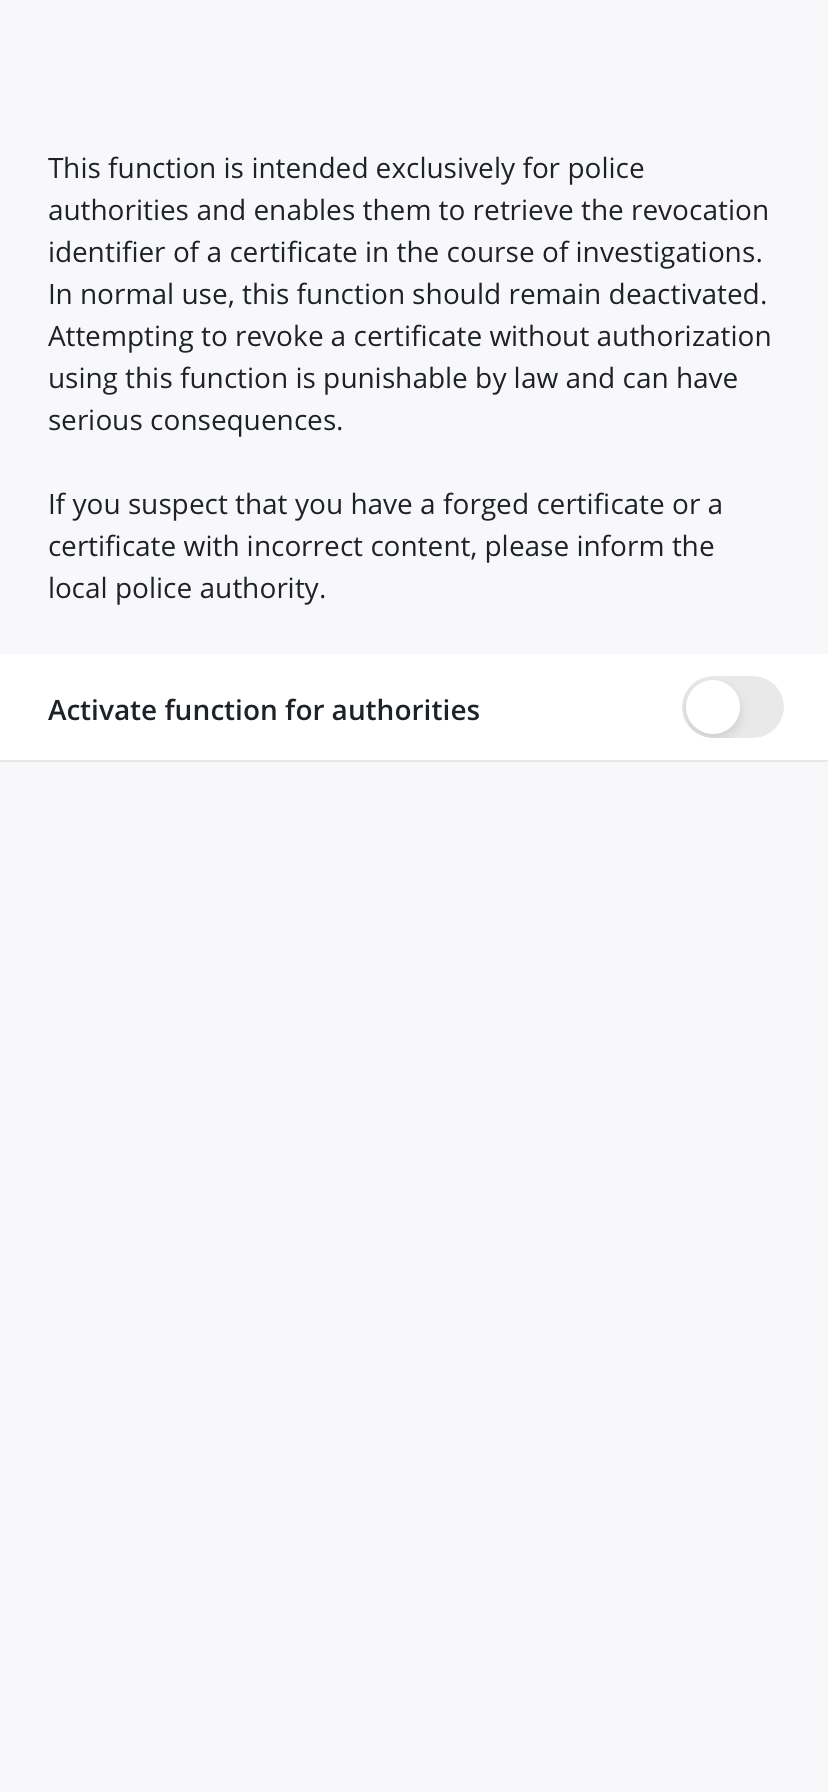 This function is intended exclusively for police
authorities and enables them to retrieve the revocation
identifier of a certificate in the course of investigations.
In normal use, this function should remain deactivated.
Attempting to revoke a certificate without authorization
using this function is punishable by law and can have
serious consequences.
If you suspect that you have a forged certificate or a
certificate with incorrect content, please inform the
local police authority.
Activate function for authorities